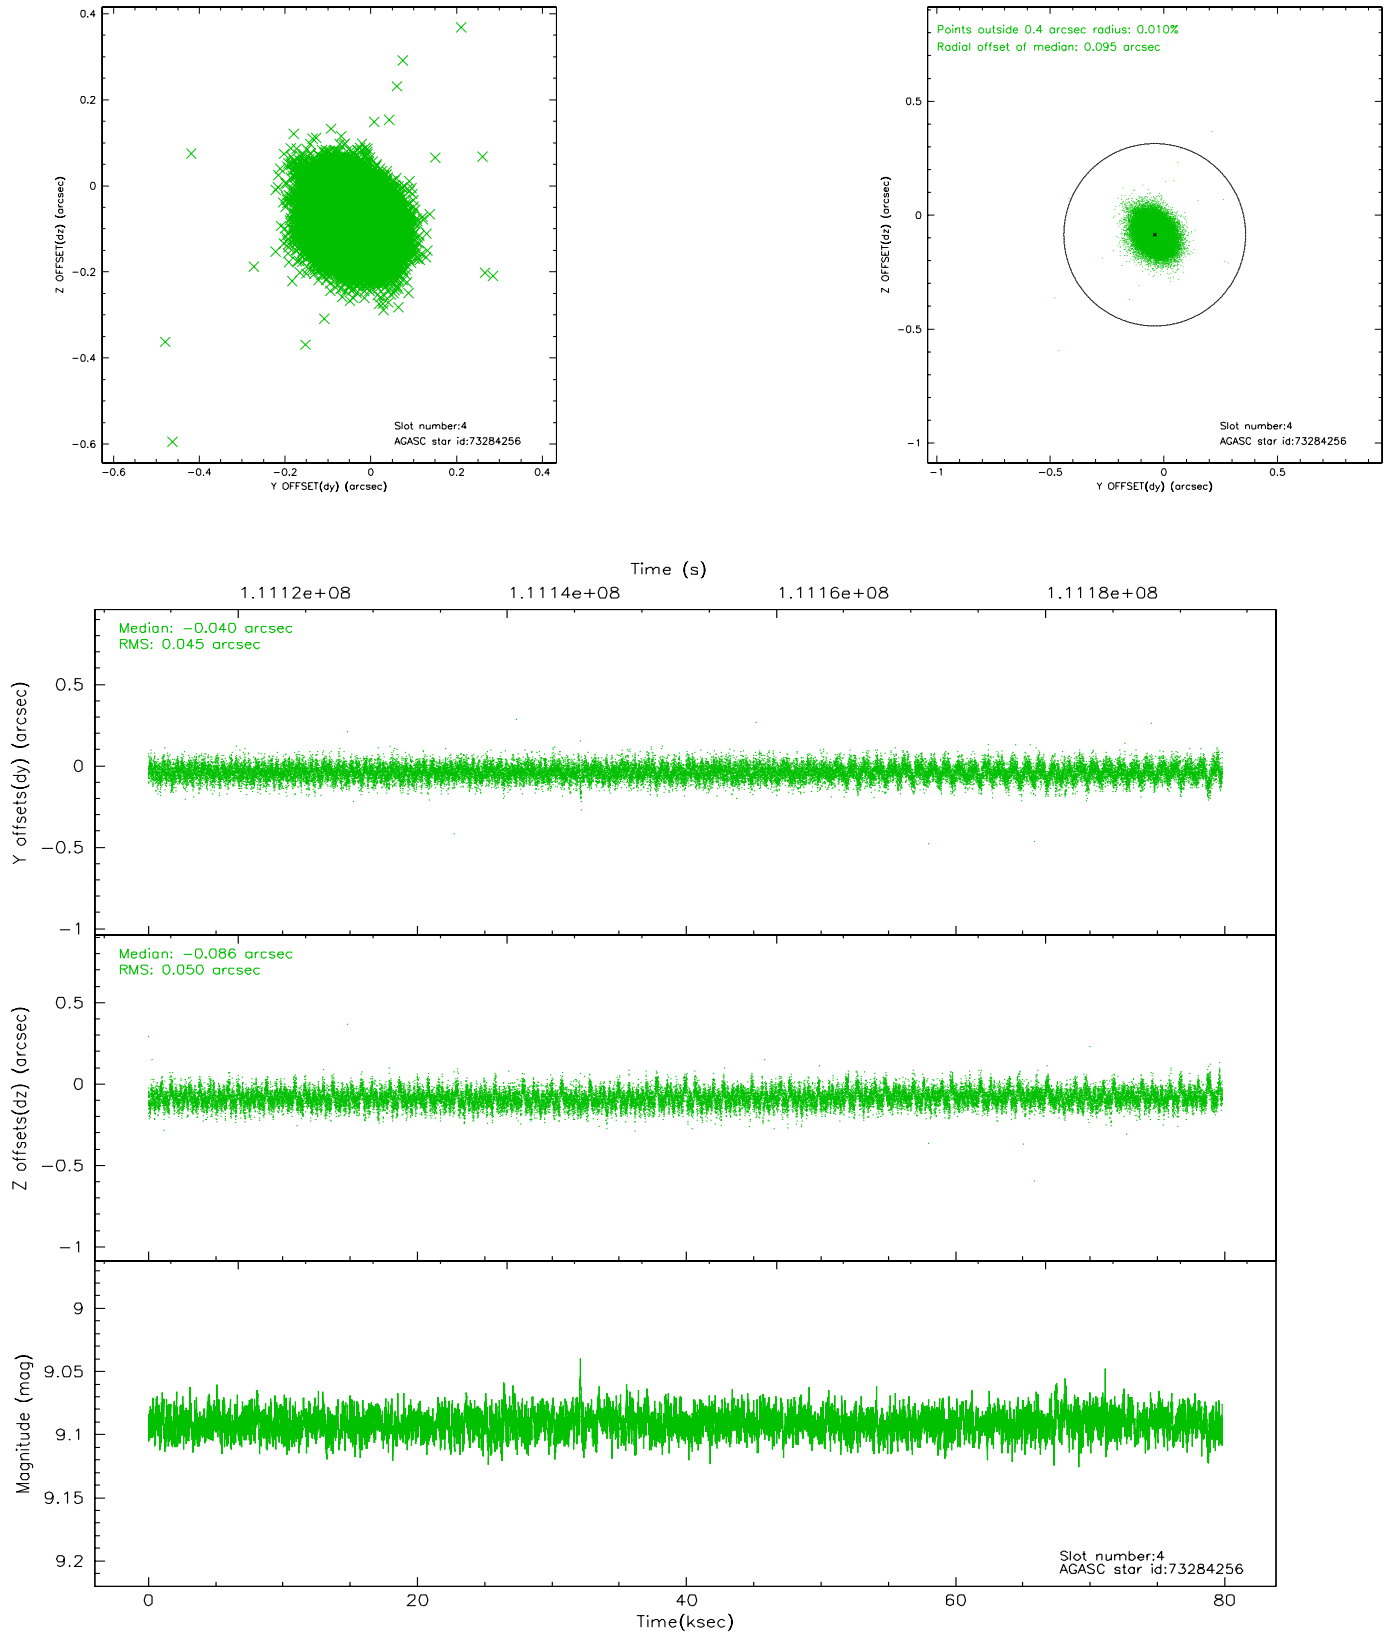 0.4
0.2
0
−0.2
−0.4
−0.6
Z OFFSET(dz) (arcsec)
Slot number:4
AGASC star id:73284256
−0.6 −0.4 −0.2 0 0.2 0.4
Y OFFSET(dy) (arcsec)
Points outside 0.4 arcsec radius: 0.010%
Radial offset of median: 0.095 arcsec
0.5
0
−0.5
−1
Z OFFSET(dz) (arcsec)
Slot number:4
AGASC star id:73284256
−1 −0.5 0 0.5
Y OFFSET(dy) (arcsec)
Time (s)
1.1112e+08 1.1114e+08 1.1116e+08 1.1118e+08
Median: −0.040 arcsec
RMS: 0.045 arcsec
0.5
0
−0.5
−1
Y offsets(dy) (arcsec)
Median: −0.086 arcsec
RMS: 0.050 arcsec
0.5
0
−0.5
−1
Z offsets(dz) (arcsec)
9
9.05
9.1
9.15
9.2
Magnitude (mag)
Slot number:4
AGASC star id:73284256
0 20 40 60 80
Time(ksec)